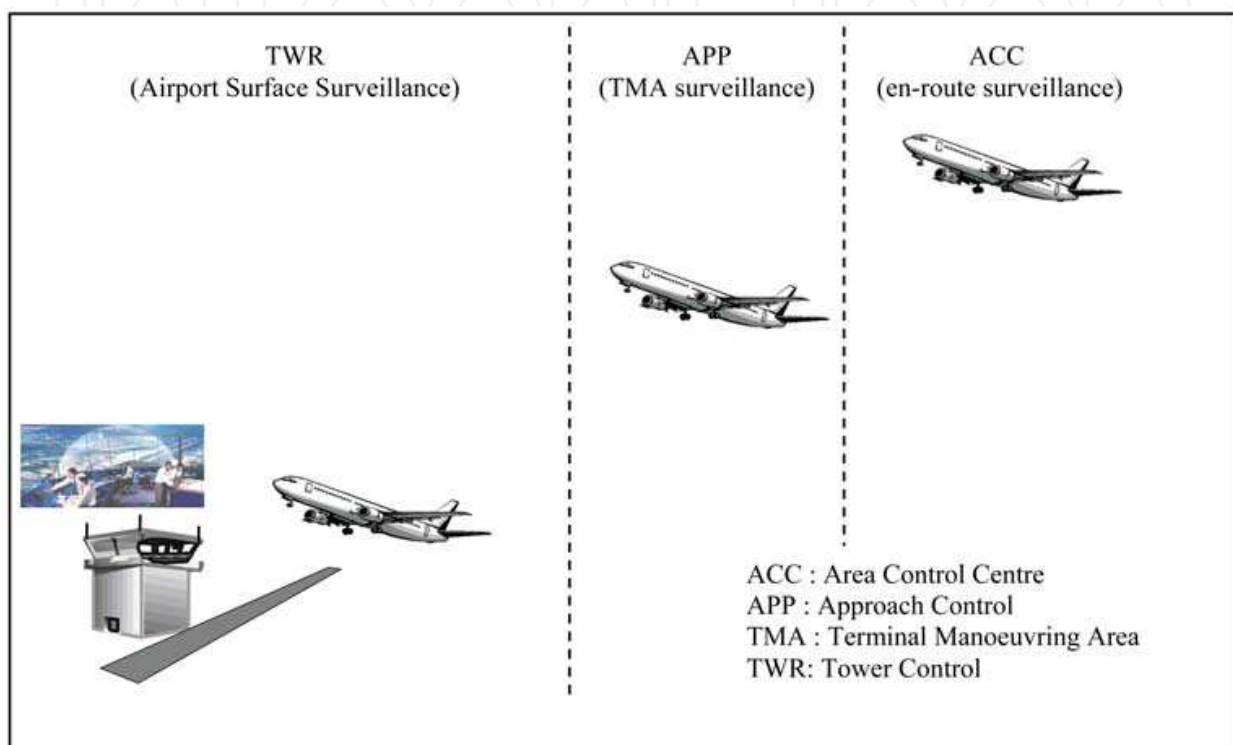 TWR
(Airport Surface Surveillance)
APP
(TMA surveillance)
ACC
(en-route surveillance)
ACC : Area Control Centre
APP : Approach Control
TMA : Terminal Manoeuvring Area
TWR: Tower Control